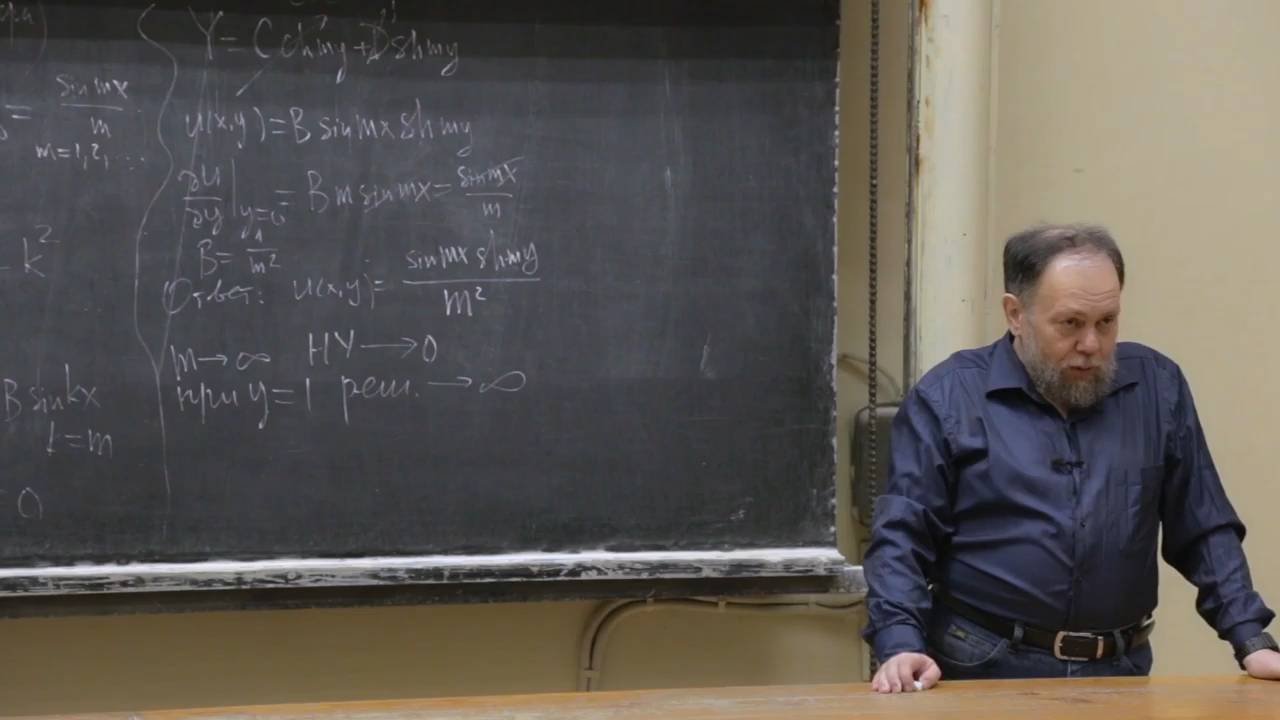 = sin mx / m
m=1,2,...
k²
B sin kx
k=m
= 0
Y = C ch my + D sh my
u(x,y)=B sin mx sh my
∂u/∂y|y=0 = B m sin mx = sin mx / m
B = 1/m²
Ответ: u(x,y)= sin mx sh my / m²
m→∞ НУ→0
при y=1 реш. →∞